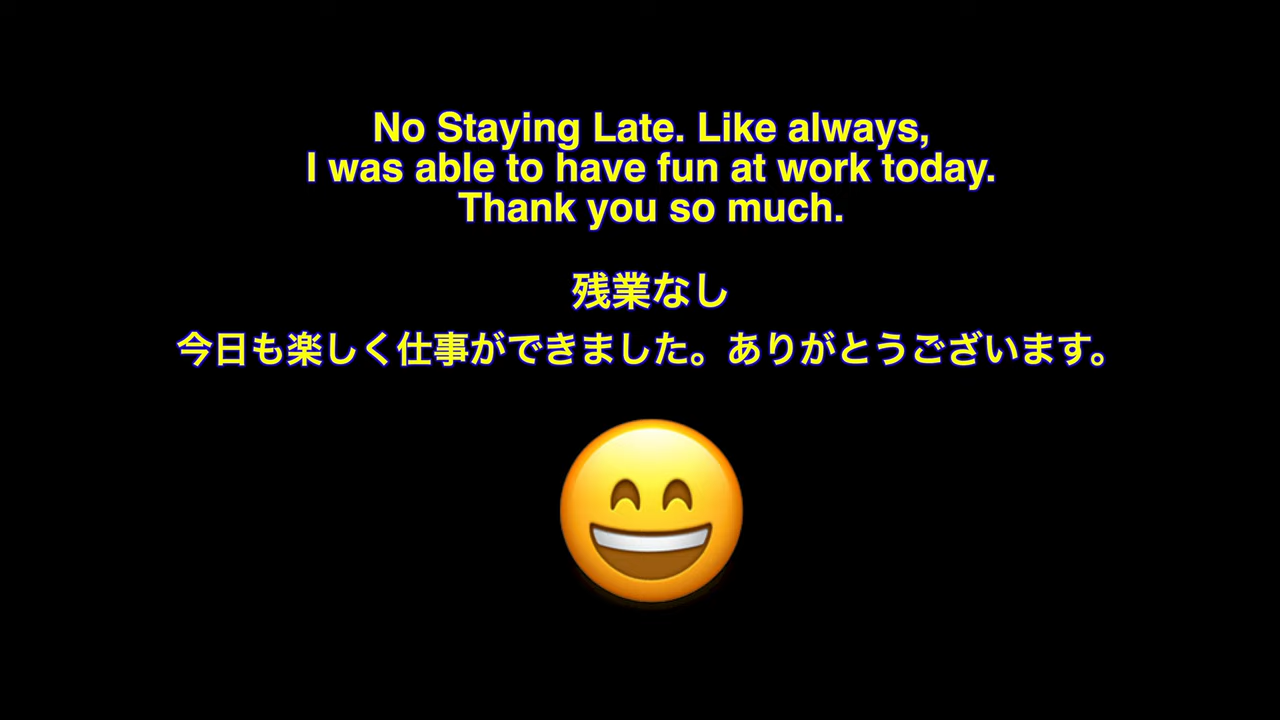 No Staying Late. Like always,
I was able to have fun at work today.
Thank you so much.
残業なし
今日も楽しく仕事ができました。ありがとうございます。